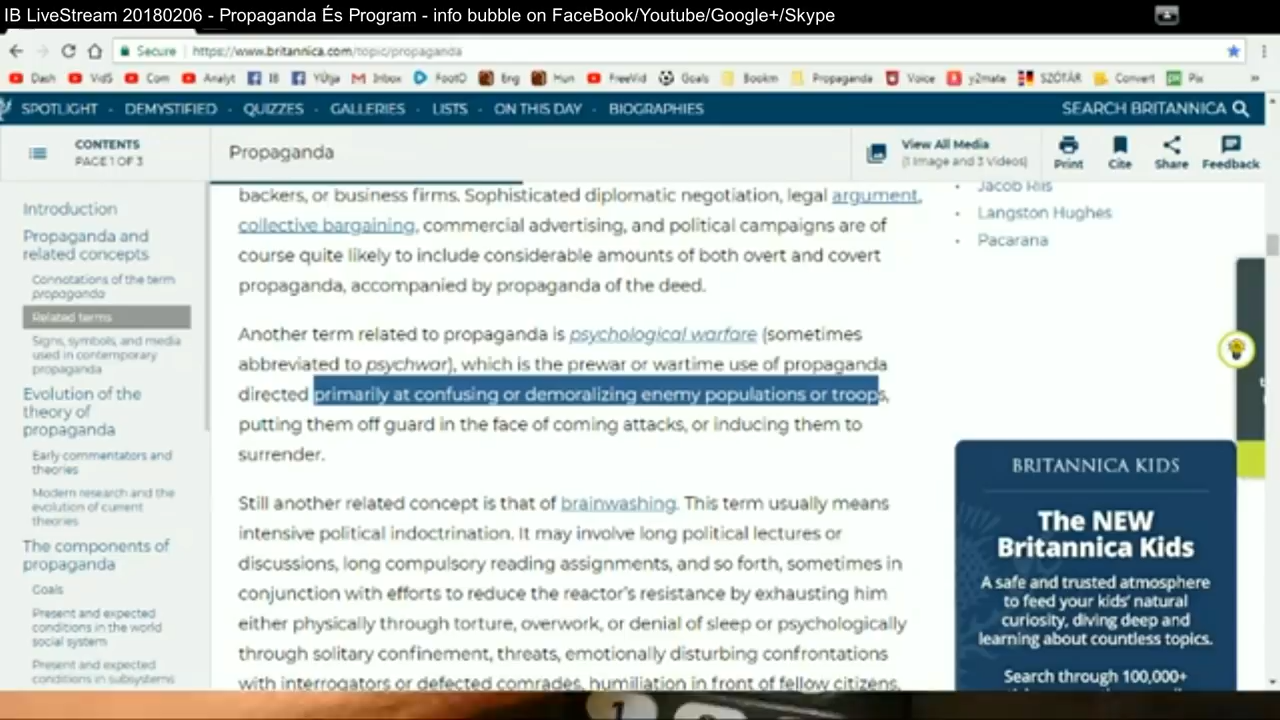 IB LiveStream 20180206 - Propaganda És Program - info bubble on FaceBook/Youtube/Google+/Skype
Secure https://www.britannica.com/topic/propaganda
Dash VidS Com Analyt IB YÚtja Inbox FootO Eng Hun FreeVid Goals Bookm Propaganda Voice y2mate SZÓTÁR Convert Pix »
SPOTLIGHT · DEMYSTIFIED · QUIZZES · GALLERIES · LISTS · ON THIS DAY · BIOGRAPHIES SEARCH BRITANNICA
CONTENTS
PAGE 1 OF 3
Propaganda
View All Media
(1 Image and 3 Videos)
Print Cite Share Feedback
Introduction
Propaganda and
related concepts
Connotations of the term
propaganda
Related terms
Signs, symbols, and media
used in contemporary
propaganda
Evolution of the
theory of
propaganda
Early commentators and
theories
Modern research and the
evolution of current
theories
The components of
propaganda
Goals
Present and expected
conditions in the world
social system
Present and expected
conditions in subsystems
backers, or business firms. Sophisticated diplomatic negotiation, legal argument,
collective bargaining, commercial advertising, and political campaigns are of
course quite likely to include considerable amounts of both overt and covert
propaganda, accompanied by propaganda of the deed.
Another term related to propaganda is psychological warfare (sometimes
abbreviated to psychwar), which is the prewar or wartime use of propaganda
directed primarily at confusing or demoralizing enemy populations or troops,
putting them off guard in the face of coming attacks, or inducing them to
surrender.
Still another related concept is that of brainwashing. This term usually means
intensive political indoctrination. It may involve long political lectures or
discussions, long compulsory reading assignments, and so forth, sometimes in
conjunction with efforts to reduce the reactor's resistance by exhausting him
either physically through torture, overwork, or denial of sleep or psychologically
through solitary confinement, threats, emotionally disturbing confrontations
with interrogators or defected comrades, humiliation in front of fellow citizens,
· Jacob Riis
· Langston Hughes
· Pacarana
BRITANNICA KIDS
The NEW
Britannica Kids
A safe and trusted atmosphere
to feed your kids' natural
curiosity, diving deep and
learning about countless topics.
Search through 100,000+